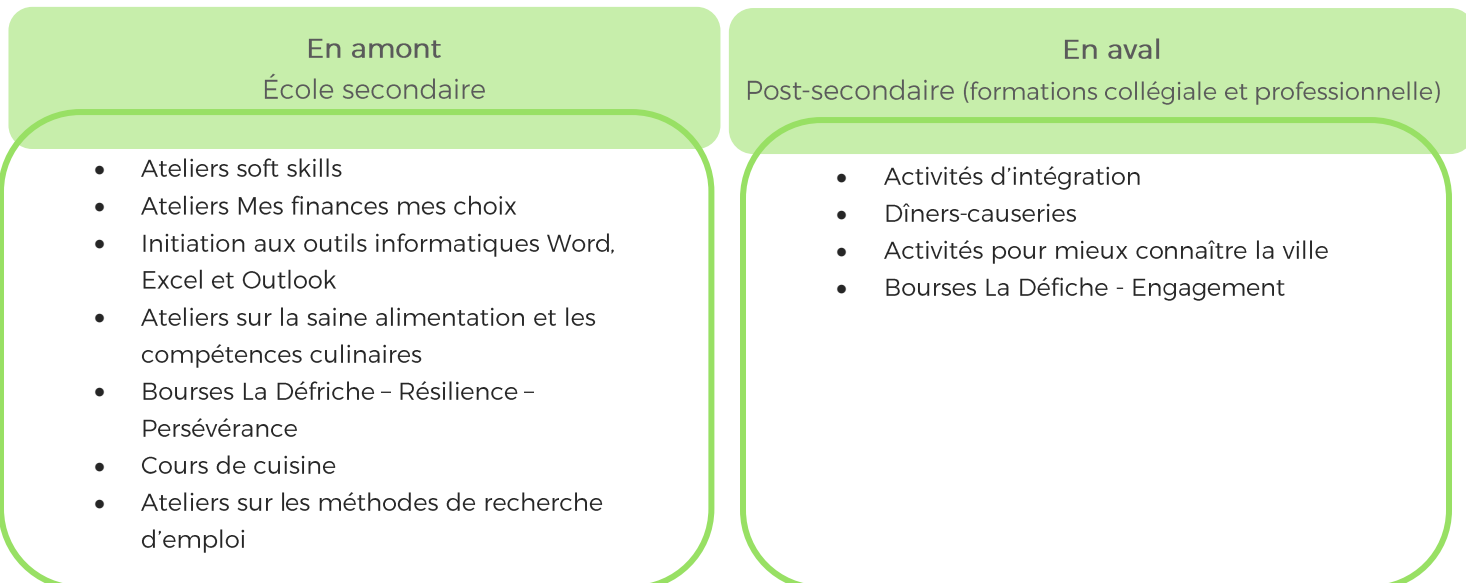 En amont
École secondaire
• Ateliers soft skills
• Ateliers Mes finances mes choix
• Initiation aux outils informatiques Word,
Excel et Outlook
• Ateliers sur la saine alimentation et les
compétences culinaires
• Bourses La Défriche – Résilience –
Persévérance
• Cours de cuisine
• Ateliers sur les méthodes de recherche
d'emploi
En aval
Post-secondaire (formations collégiale et professionnelle)
• Activités d'intégration
• Dîners-causeries
• Activités pour mieux connaître la ville
• Bourses La Défiche - Engagement